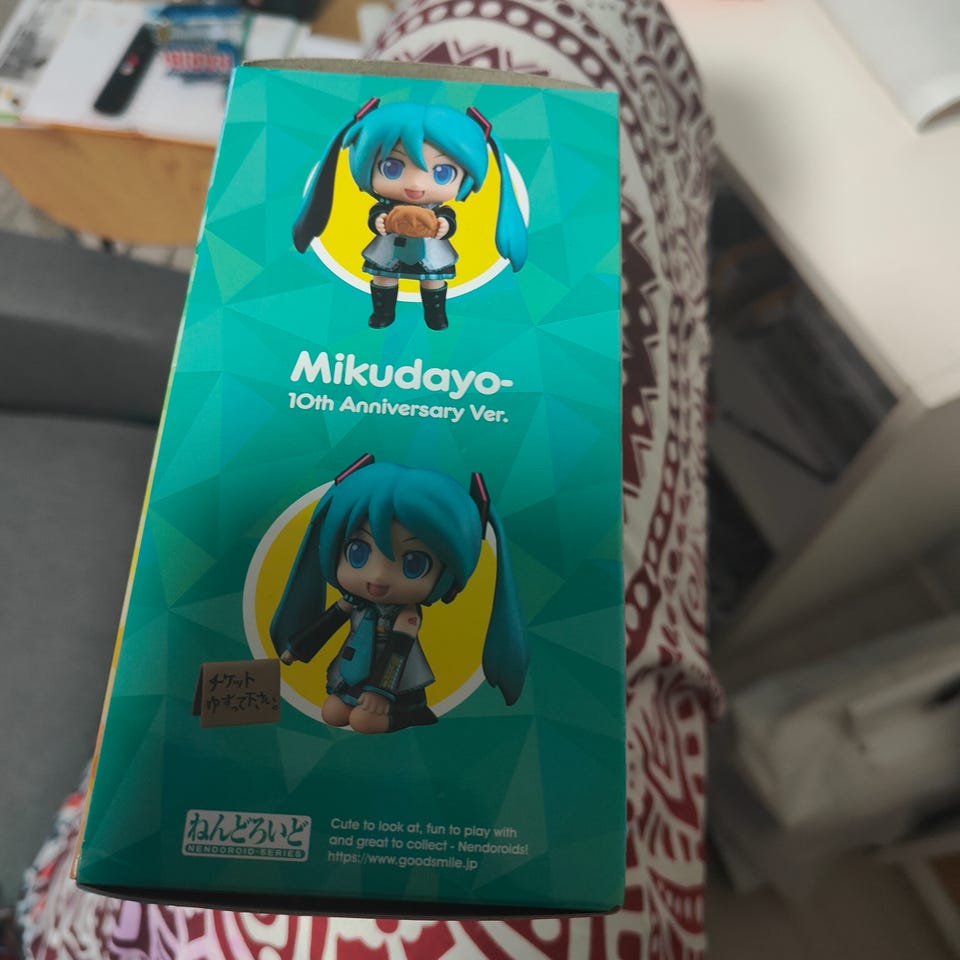 Mikudayo-
10th Anniversary Ver.
チケット
ゆずって下さい。
ねんどろいど
NENDOROID-SERIES
Cute to look at, fun to play with
and great to collect - Nendoroids!
https://www.goodsmile.jp